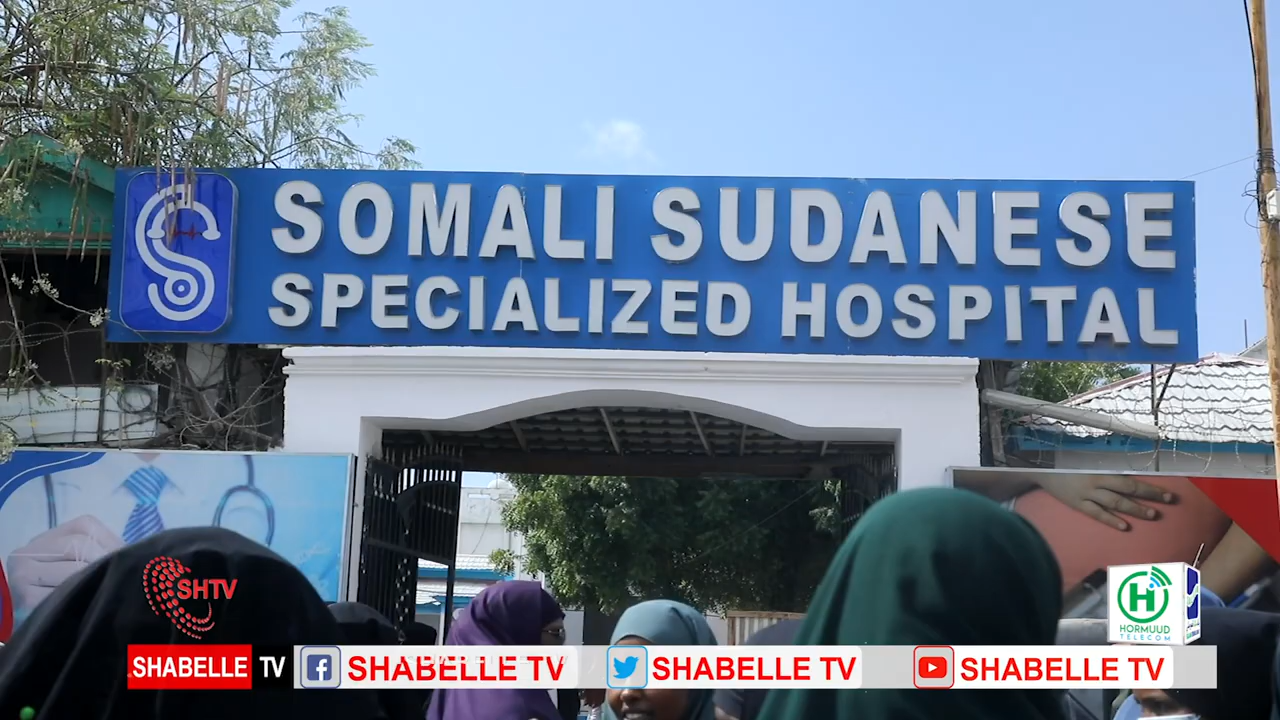 SOMALI SUDANESE
SPECIALIZED HOSPITAL
SHTV
HORMUUD
TELECOM
SHABELLE TV
SHABELLE TV
SHABELLE TV
SHABELLE TV